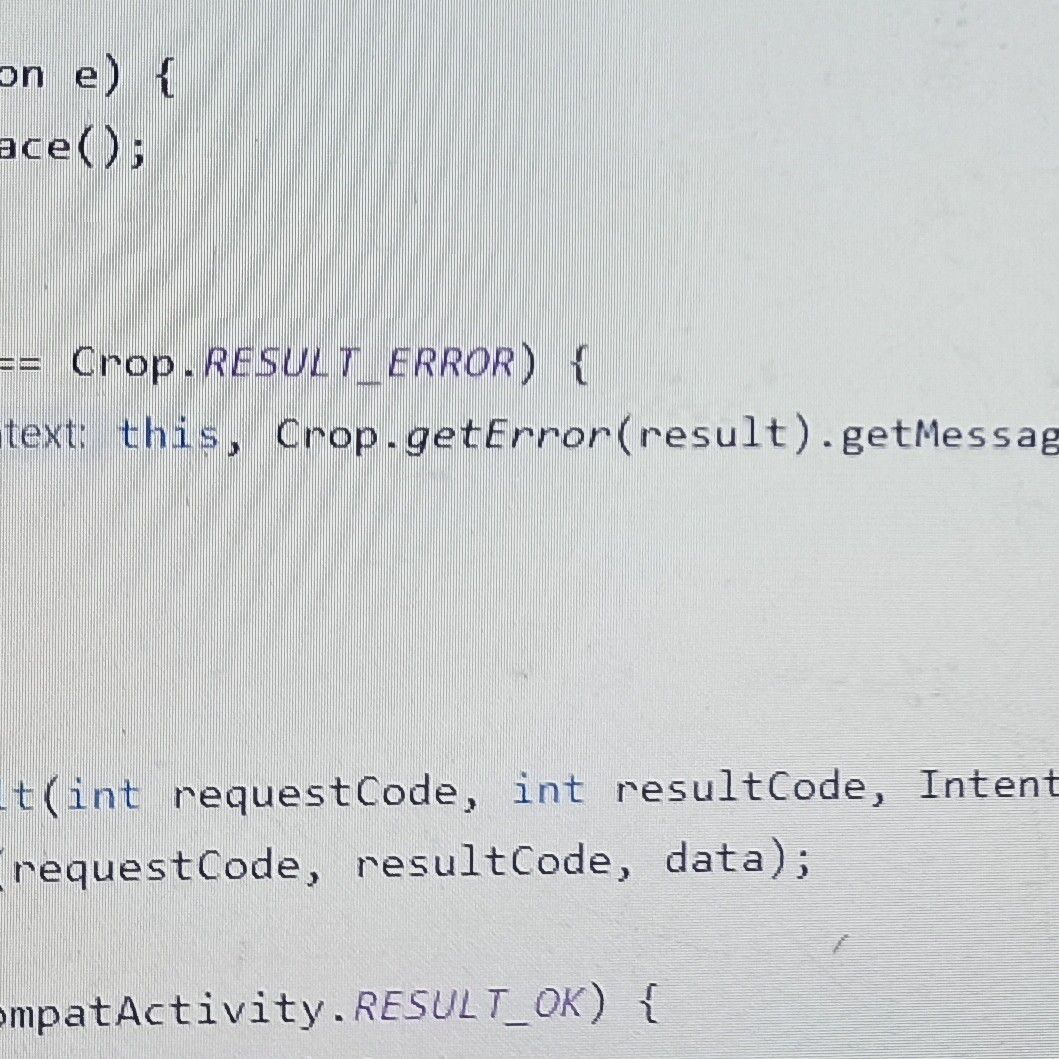 on e) {
ace();
== Crop.RESULT_ERROR) {
text: this, Crop.getError(result).getMessag
lt(int requestCode, int resultCode, Intent
(requestCode, resultCode, data);
ompatActivity.RESULT_OK) {